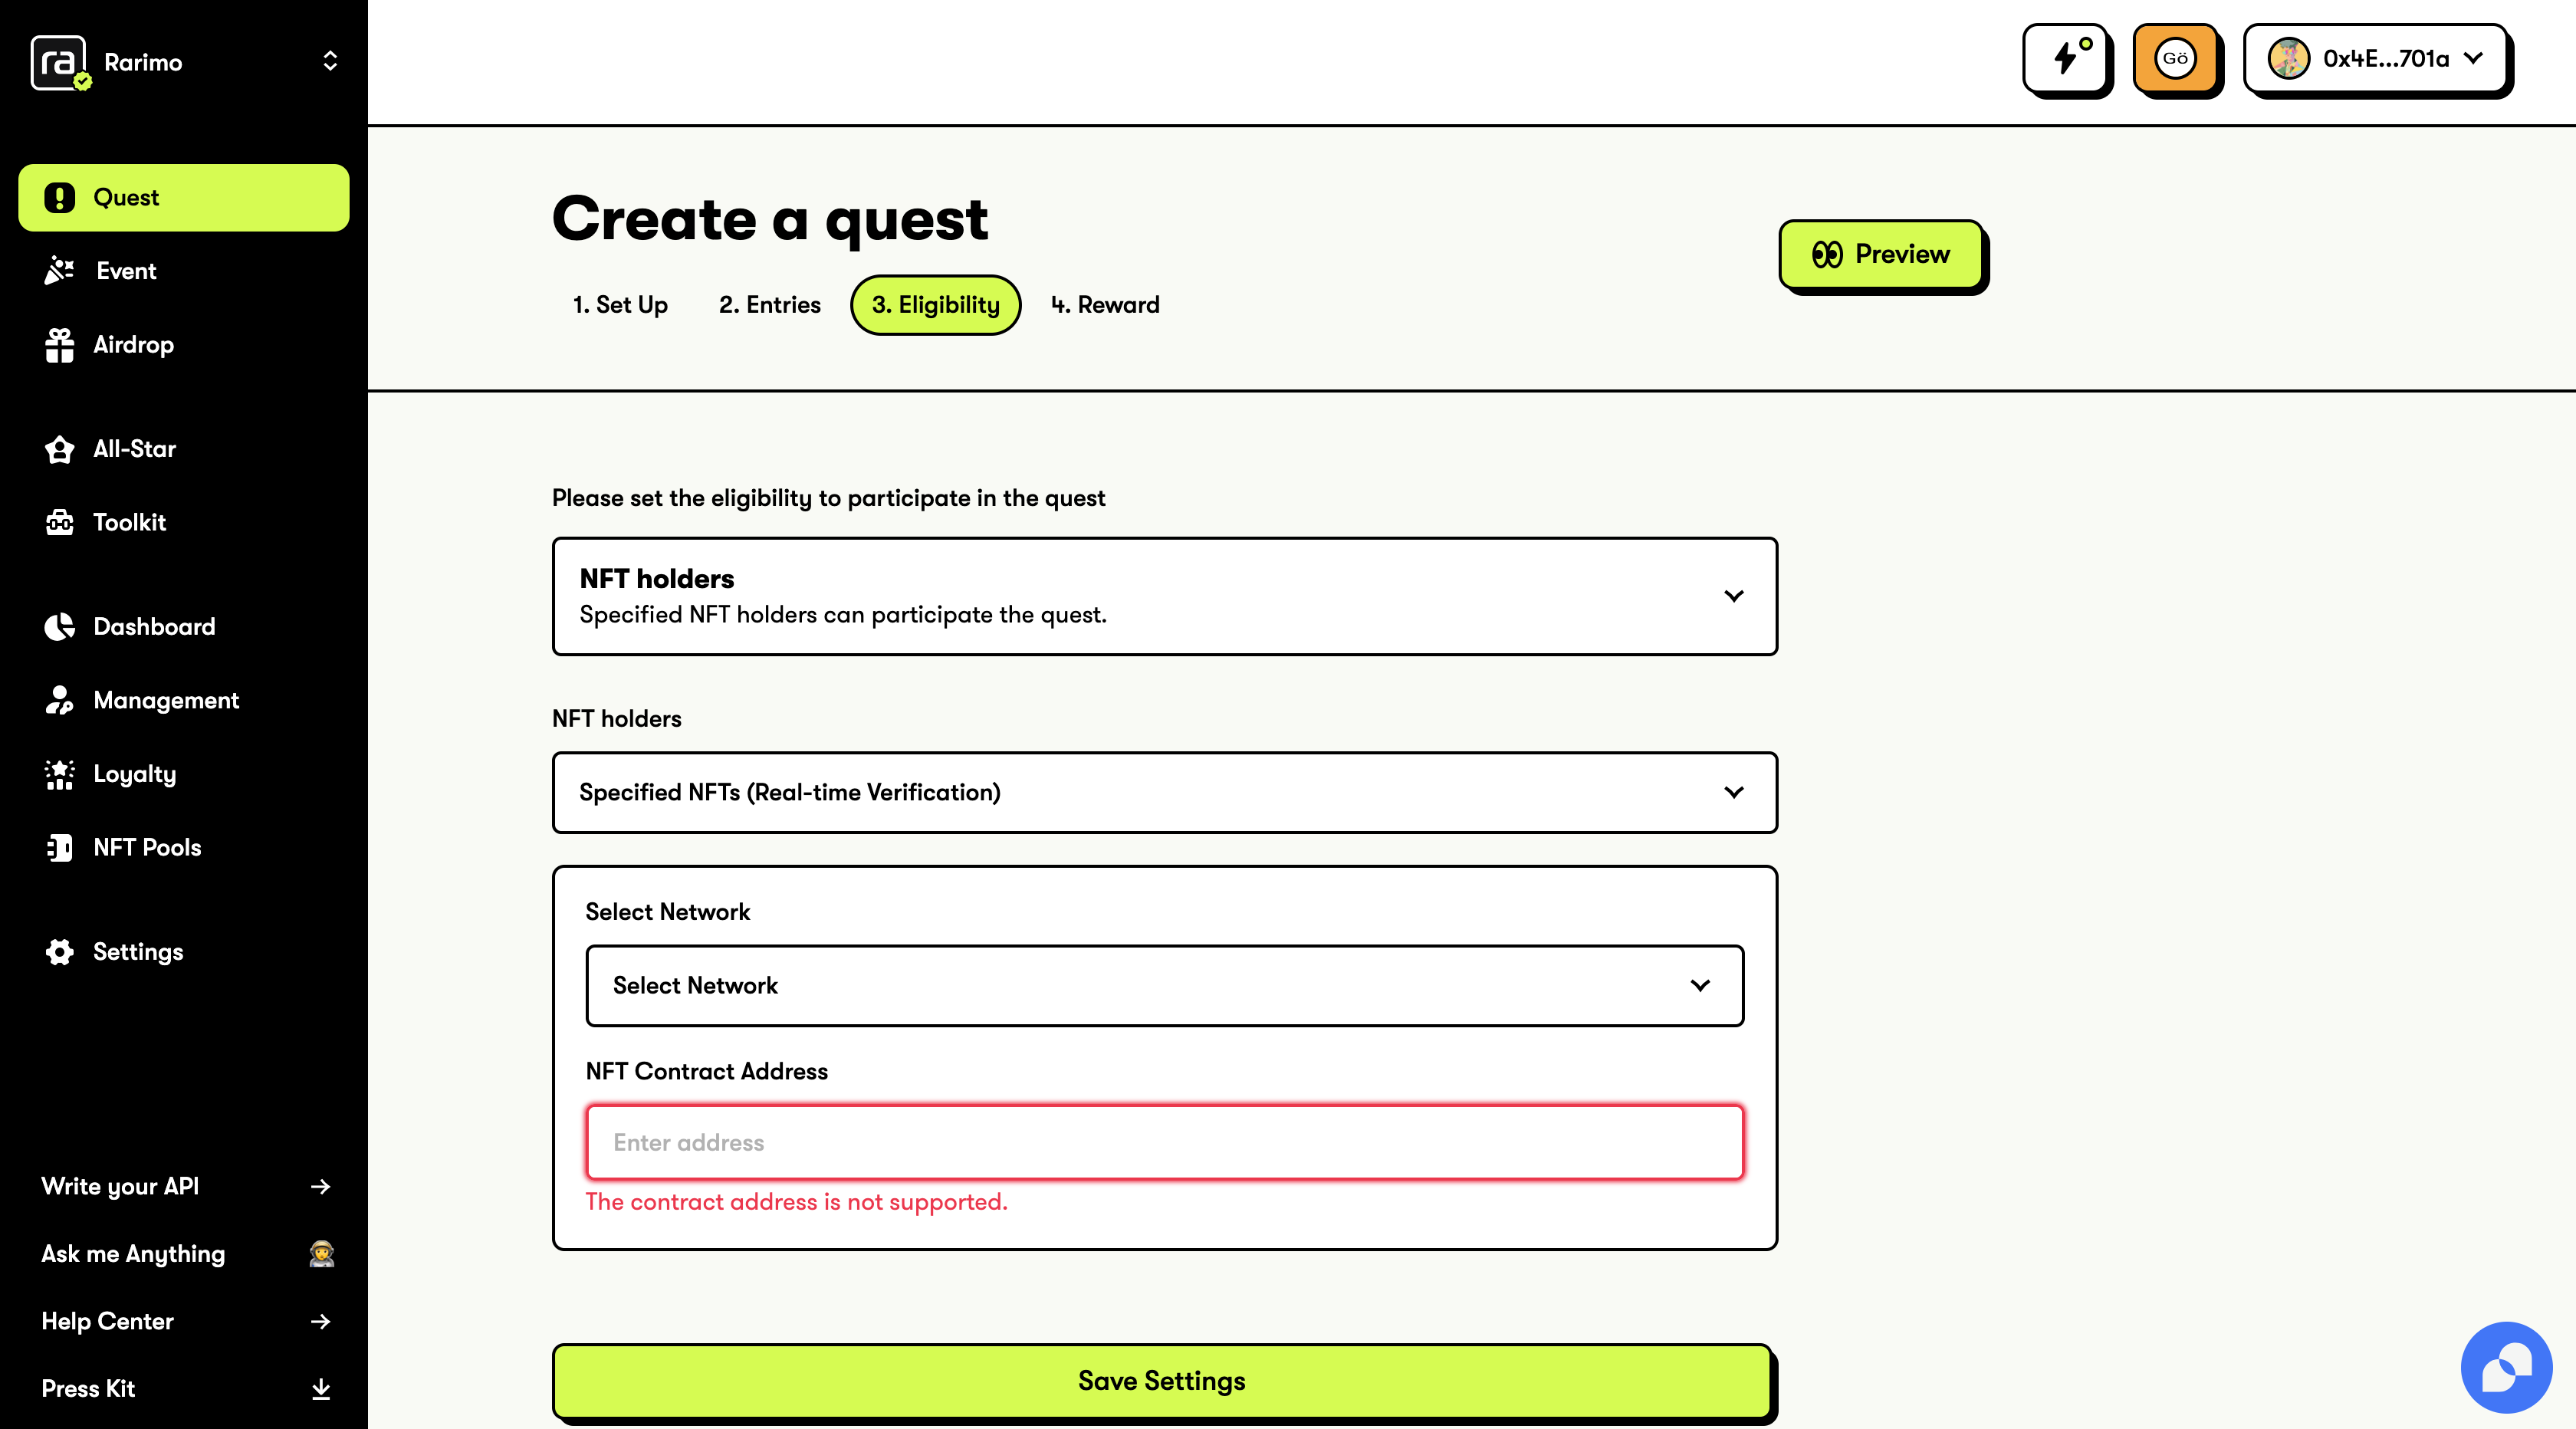 ra
Rarimo
Quest
Event
Airdrop
All-Star
Toolkit
Dashboard
Management
Loyalty
NFT Pools
Settings
Write your API
Ask me Anything
Help Center
Press Kit
Gö
0x4E...701a
Create a quest
Preview
1. Set Up
2. Entries
3. Eligibility
4. Reward
Please set the eligibility to participate in the quest
NFT holders
Specified NFT holders can participate the quest.
NFT holders
Specified NFTs (Real-time Verification)
Select Network
Select Network
NFT Contract Address
Enter address
The contract address is not supported.
Save Settings